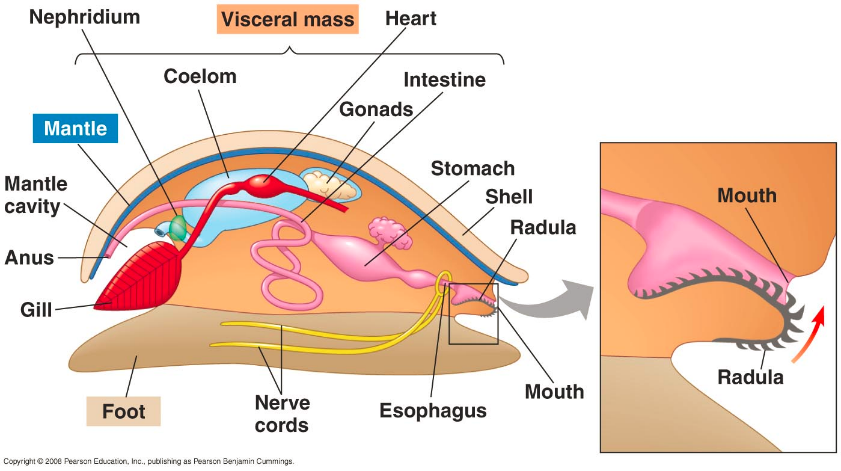 Nephridium
Visceral mass
Heart
Coelom
Intestine
Gonads
Mantle
Stomach
Mantle
cavity
Shell
Radula
Anus
Gill
Foot
Nerve
cords
Esophagus
Mouth
Mouth
Radula
Copyright © 2008 Pearson Education, Inc., publishing as Pearson Benjamin Cummings.